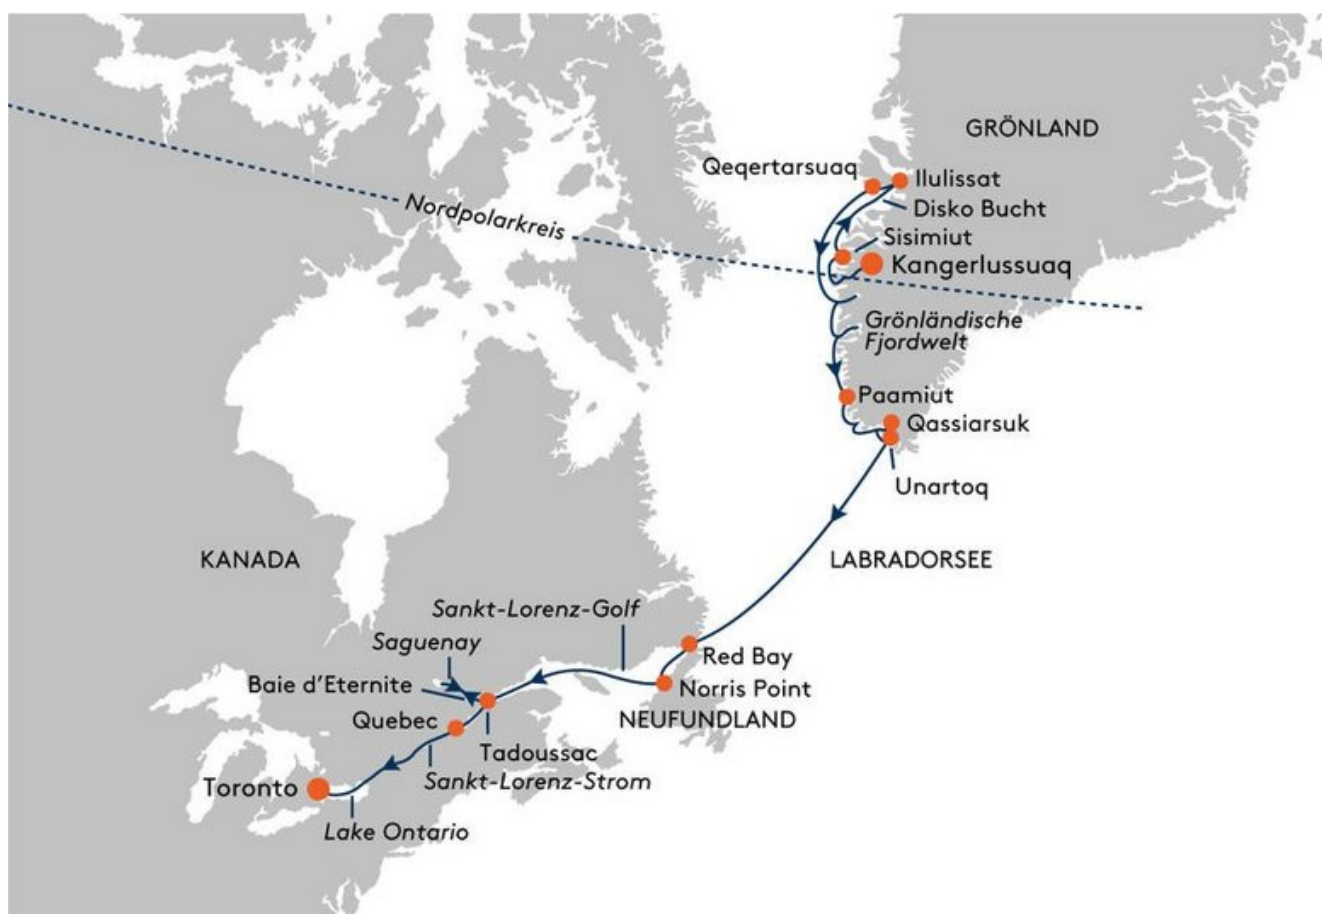 GRÖNLAND
Qeqertarsuaq
Ilulissat
Disko Bucht
Nordpolarkreis
Sisimiut
Kangerlussuaq
Grönländische
Fjordwelt
Paamiut
Qassiarsuk
Unartoq
KANADA
LABRADORSEE
Sankt-Lorenz-Golf
Saguenay
Red Bay
Baie d'Eternite
Norris Point
Quebec
NEUFUNDLAND
Tadoussac
Sankt-Lorenz-Strom
Toronto
Lake Ontario